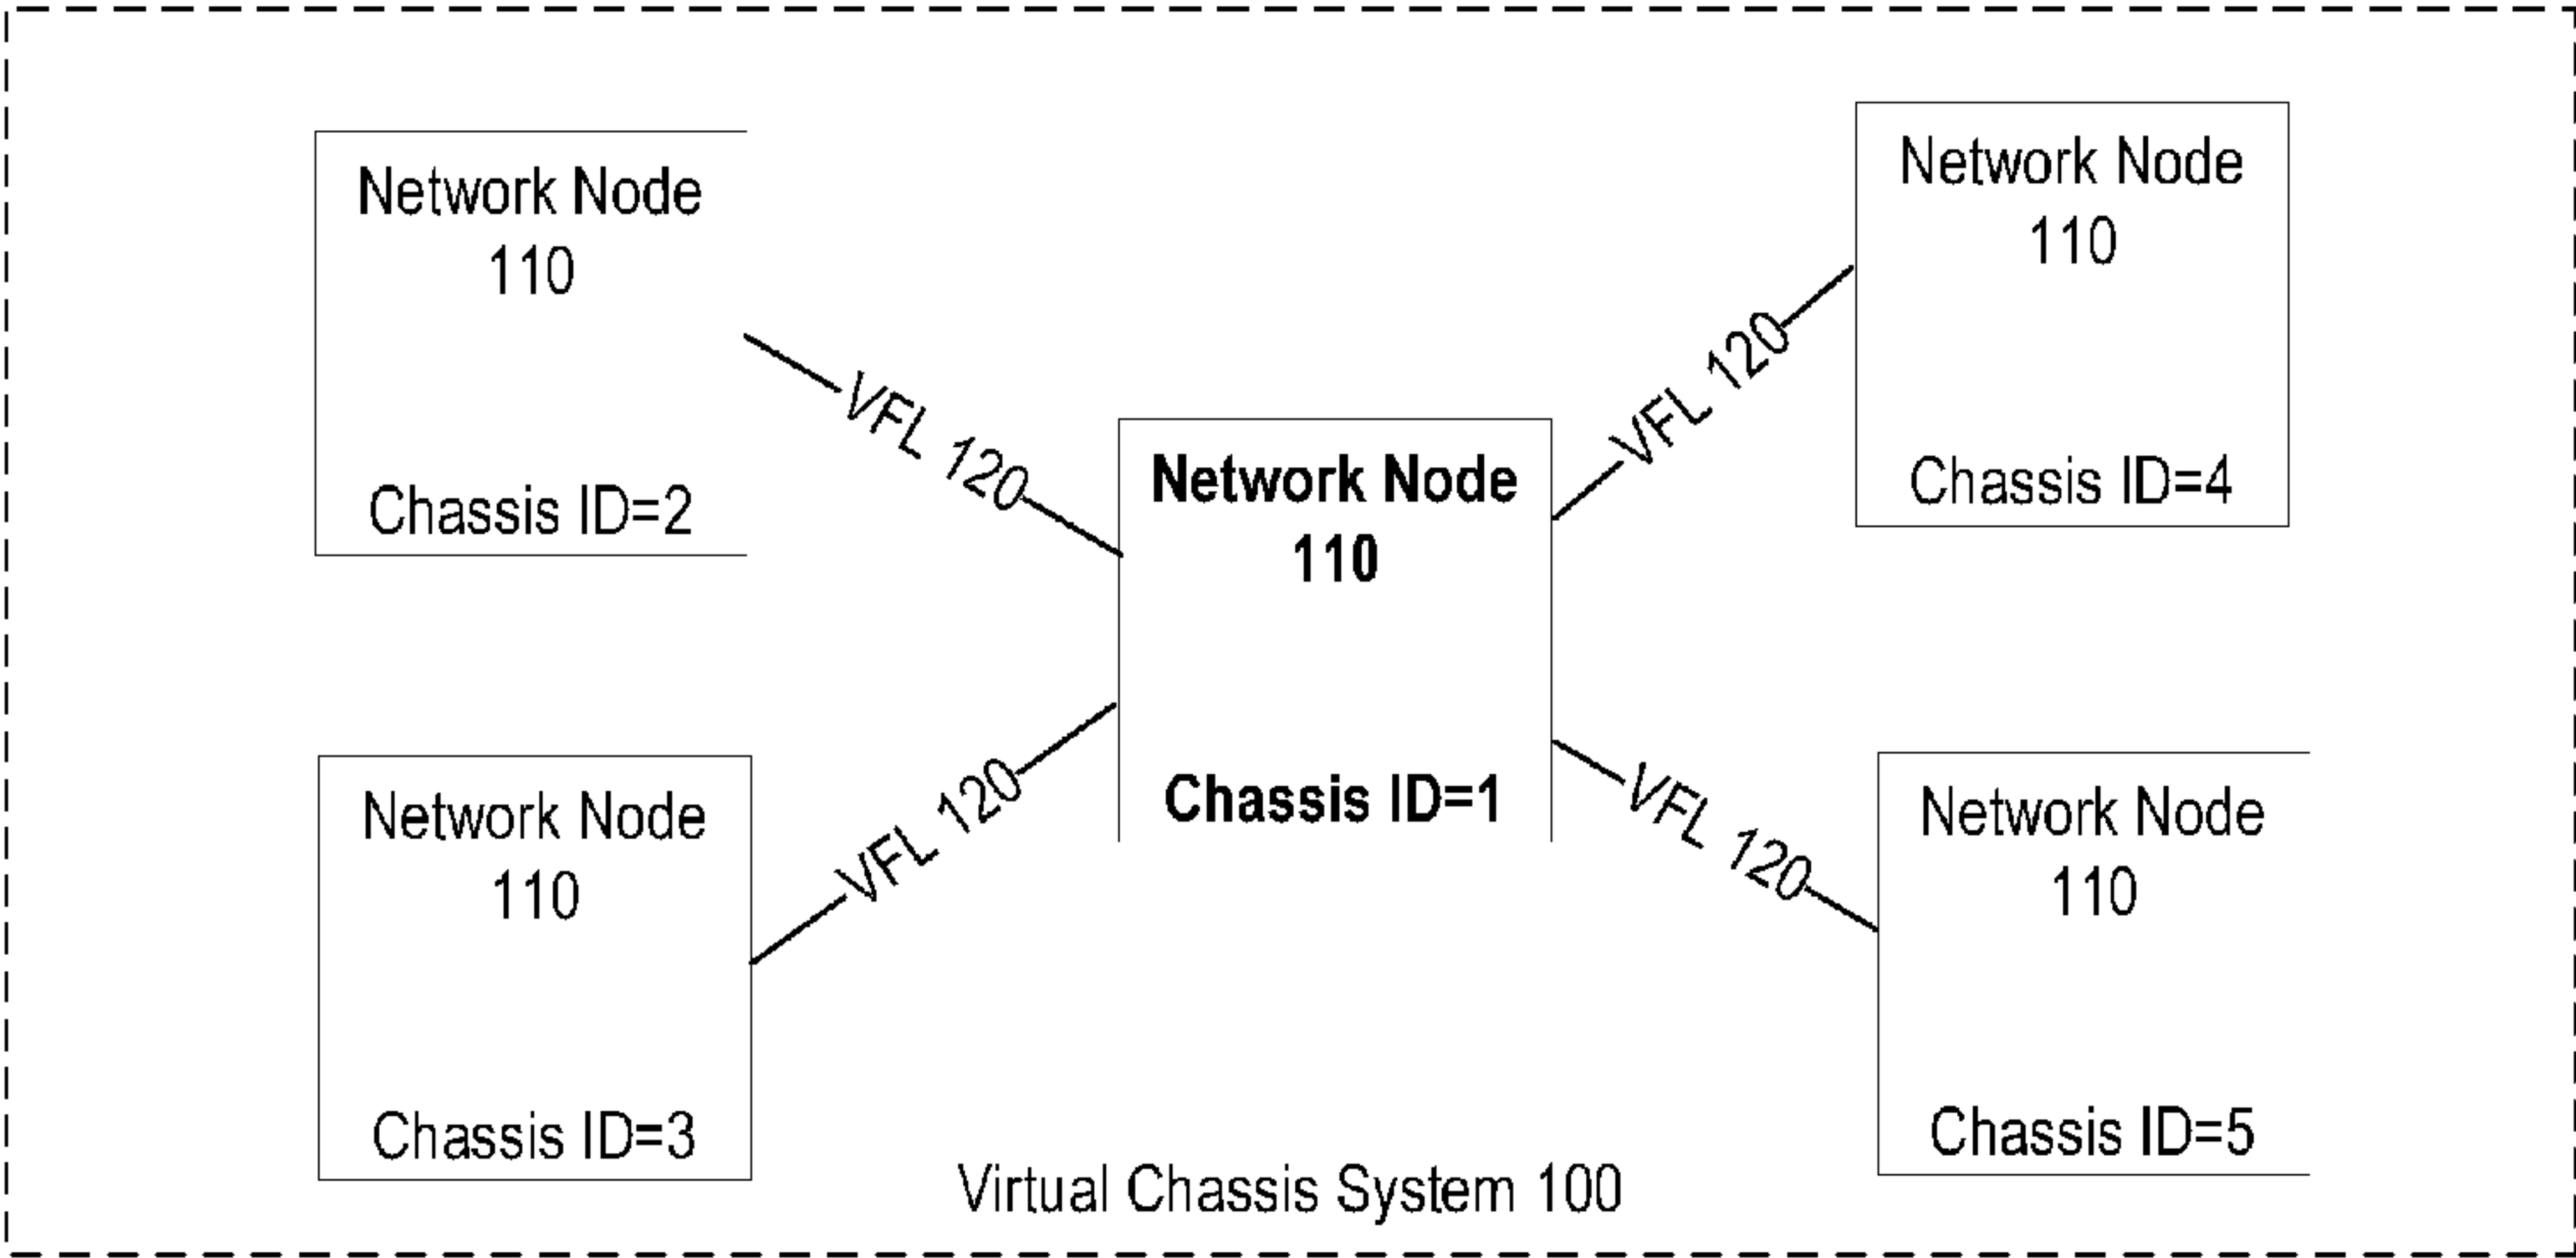 Network Node
110
Chassis ID=2
VFL 120
Network Node
110
Chassis ID=4
VFL 120
Network Node
110
Chassis ID=1
Network Node
110
Chassis ID=3
VFL 120
Network Node
110
Chassis ID=5
VFL 120
Virtual Chassis System 100